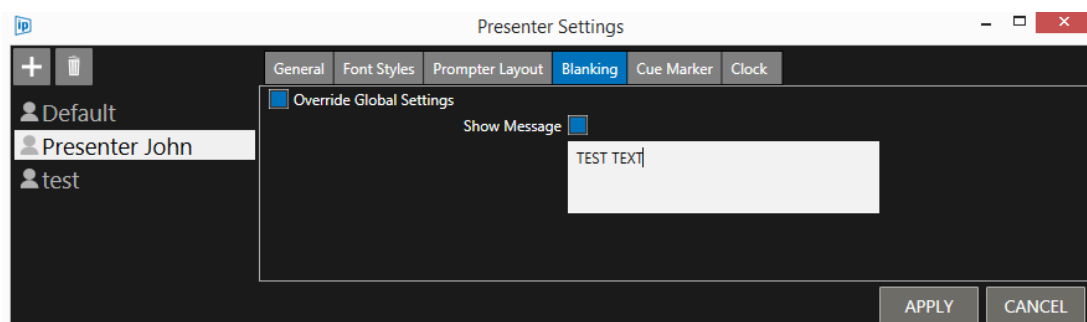 ip
Presenter Settings
General Font Styles Prompter Layout Blanking Cue Marker Clock
Override Global Settings
Default
Show Message
Presenter John
TEST TEXT
test
APPLY CANCEL